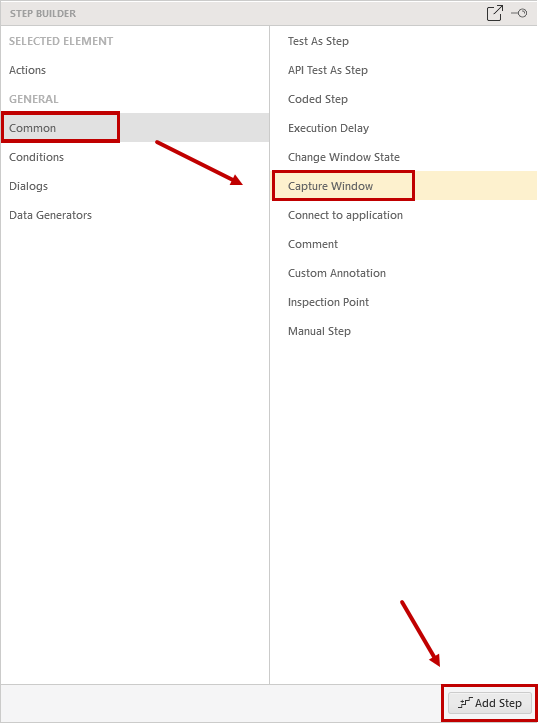 STEP BUILDER
SELECTED ELEMENT
Actions
GENERAL
Common
Conditions
Dialogs
Data Generators
Test As Step
API Test As Step
Coded Step
Execution Delay
Change Window State
Capture Window
Connect to application
Comment
Custom Annotation
Inspection Point
Manual Step
Add Step